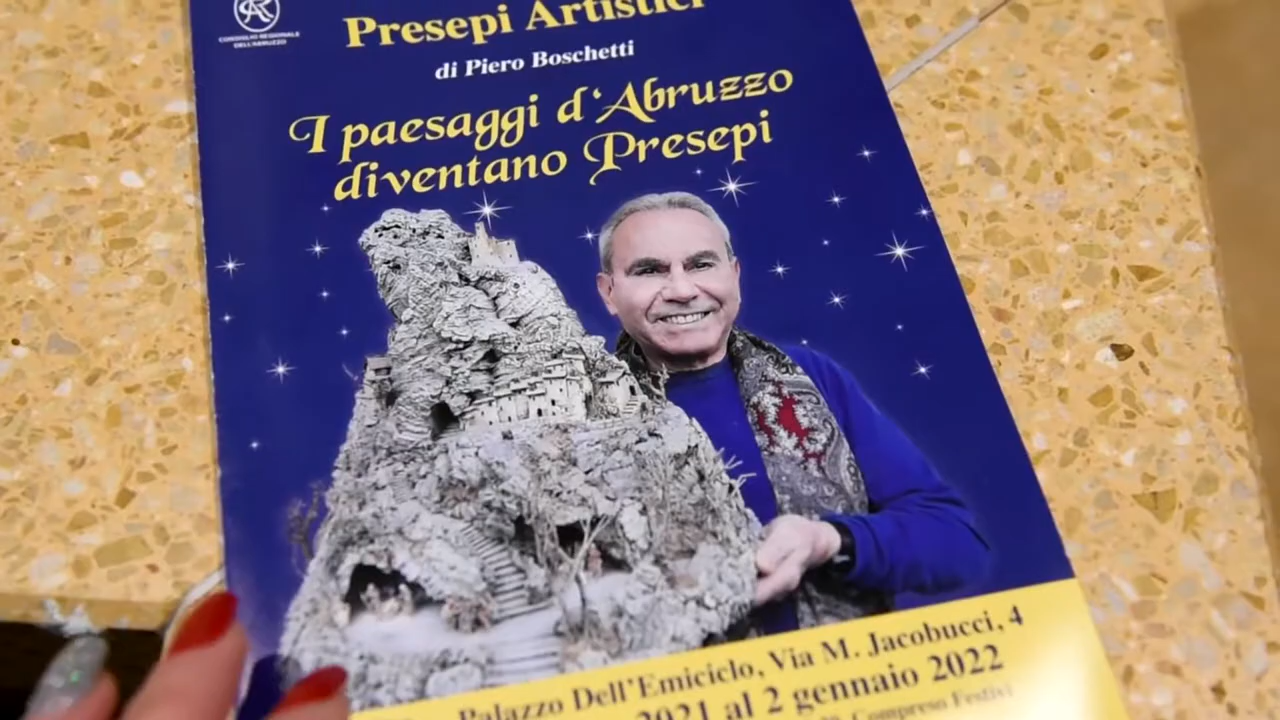 CONSIGLIO REGIONALE
DELL'ABRUZZO
Presepi Artistici
di Piero Boschetti
I paesaggi d'Abruzzo
diventano Presepi
Palazzo Dell'Emiciclo, Via M. Jacobucci, 4
2021 al 2 gennaio 2022
Compreso Festivi